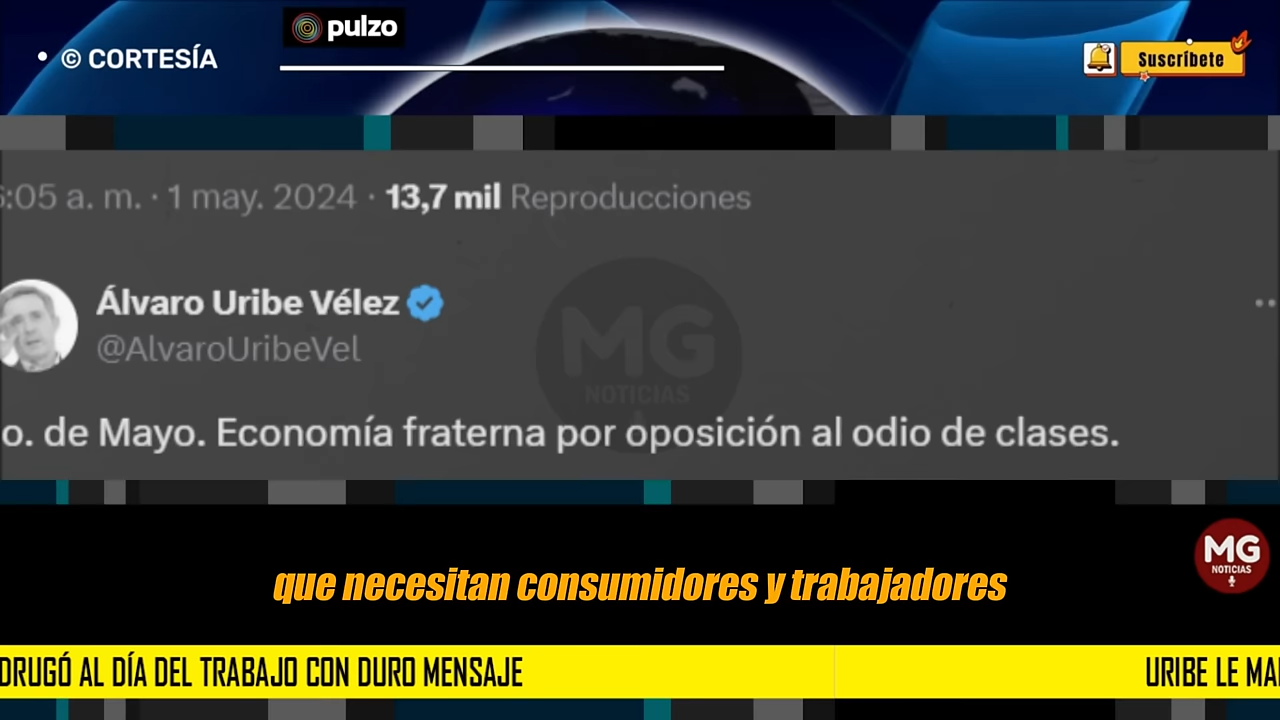 pulzo
• © CORTESÍA
Suscríbete
6:05 a. m. · 1 may. 2024 · 13,7 mil Reproducciones
Álvaro Uribe Vélez
@AlvaroUribeVel
MG
NOTICIAS
o. de Mayo. Economía fraterna por oposición al odio de clases.
MG
NOTICIAS
que necesitan consumidores y trabajadores
DRUGÓ AL DÍA DEL TRABAJO CON DURO MENSAJE URIBE LE MA